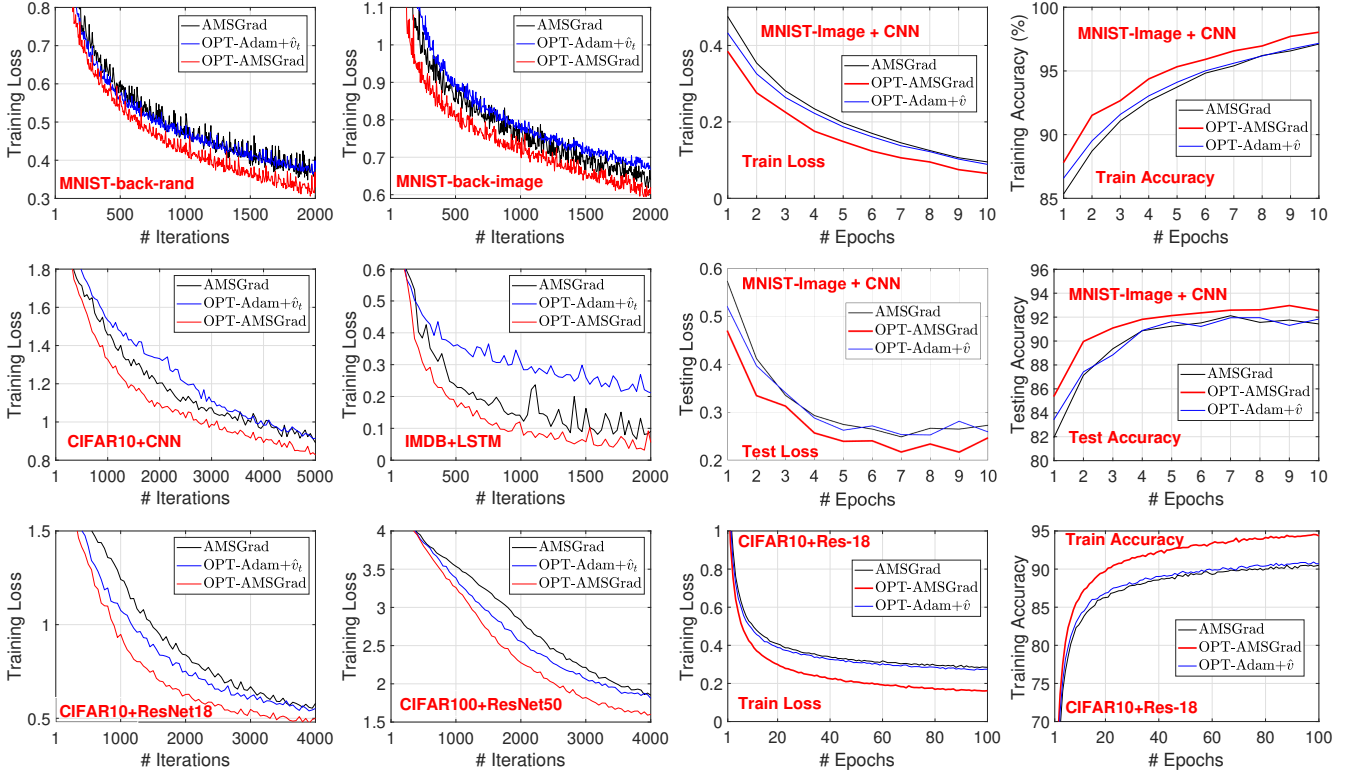 Training Loss
0.8
0.7
0.6
0.5
0.4
0.3
AMSGrad
OPT-Adam+v̂ₜ
OPT-AMSGrad
MNIST-back-rand
1 500 1000 1500 2000
# Iterations
Training Loss
1.1
1
0.9
0.8
0.7
0.6
AMSGrad
OPT-Adam+v̂ₜ
OPT-AMSGrad
MNIST-back-image
1 500 1000 1500 2000
# Iterations
Training Loss
0.4
0.2
0
MNIST-Image + CNN
AMSGrad
OPT-AMSGrad
OPT-Adam+v̂
Train Loss
1 2 3 4 5 6 7 8 9 10
# Epochs
Training Accuracy (%)
100
95
90
85
MNIST-Image + CNN
AMSGrad
OPT-AMSGrad
OPT-Adam+v̂
Train Accuracy
1 2 3 4 5 6 7 8 9 10
# Epochs
Training Loss
1.8
1.6
1.4
1.2
1
0.8
AMSGrad
OPT-Adam+v̂ₜ
OPT-AMSGrad
CIFAR10+CNN
1 1000 2000 3000 4000 5000
# Iterations
Training Loss
0.6
0.5
0.4
0.3
0.2
0.1
0
AMSGrad
OPT-Adam+v̂ₜ
OPT-AMSGrad
IMDB+LSTM
1 500 1000 1500 2000
# Iterations
Testing Loss
0.6
0.5
0.4
0.3
0.2
MNIST-Image + CNN
AMSGrad
OPT-AMSGrad
OPT-Adam+v̂
Test Loss
1 2 3 4 5 6 7 8 9 10
# Epochs
Testing Accuracy
96
94
92
90
88
86
84
82
80
MNIST-Image + CNN
AMSGrad
OPT-AMSGrad
OPT-Adam+v̂
Test Accuracy
1 2 3 4 5 6 7 8 9 10
# Epochs
Training Loss
1.5
1
0.5
AMSGrad
OPT-Adam+v̂ₜ
OPT-AMSGrad
CIFAR10+ResNet18
1 1000 2000 3000 4000
# Iterations
Training Loss
4
3.5
3
2.5
2
1.5
AMSGrad
OPT-Adam+v̂ₜ
OPT-AMSGrad
CIFAR100+ResNet50
1 1000 2000 3000 4000
# Iterations
Training Loss
1
0.8
0.6
0.4
0.2
0
CIFAR10+Res-18
AMSGrad
OPT-AMSGrad
OPT-Adam+v̂
Train Loss
1 20 40 60 80 100
# Epochs
Training Accuracy
95
90
85
80
75
70
Train Accuracy
AMSGrad
OPT-AMSGrad
OPT-Adam+v̂
CIFAR10+Res-18
1 20 40 60 80 100
# Epochs